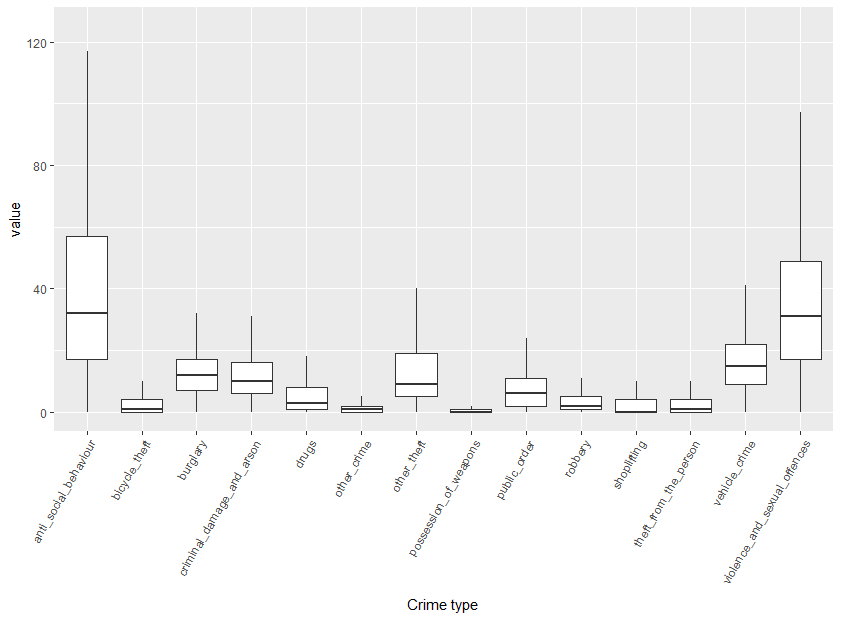 120
80
40
0
value
anti_social_behaviour
bicycle_theft
burglary
criminal_damage_and_arson
drugs
other_crime
other_theft
possession_of_weapons
public_order
robbery
shoplifting
theft_from_the_person
vehicle_crime
violence_and_sexual_offences
Crime type